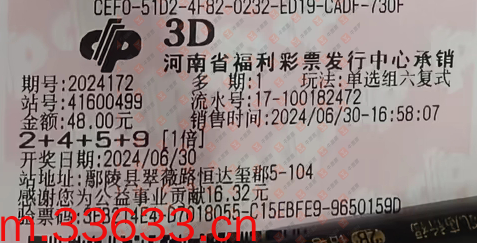 CEF0-51D2-4F82-0232-ED19-CADF-730F
3D
河南省福利彩票发行中心承销
期号:2024172 多 期: 1 玩法:单选组六复式
站号:41600499 流水号:17-100182472
金额:48.00元 销售时间:2024/06/30-16:58:07
2+4+5+9 [1倍]
开奖日期:2024/06/30
站地址:鄢陵县翠薇路恒达玺郡5-104
感谢您为公益事业贡献16.32元
验票码: C15EBFE9-9650159D
m.33633.cn